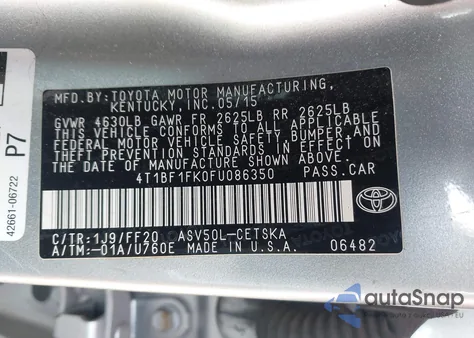 MFD.BY:TOYOTA MOTOR MANUFACTURING,
KENTUCKY, INC.05/15
GVWR 4630LB GAWR FR 2625LB RR 2625LB
THIS VEHICLE CONFORMS TO ALL APPLICABLE
FEDERAL MOTOR VEHICLE SAFETY, BUMPER, AND
THEFT PREVENTION STANDARDS IN EFFECT ON
THE DATE OF MANUFACTURE SHOWN ABOVE.
4T1BF1FK0FU086350 PASS.CAR
C/TR:1J9/FF20 ASV50L-CETSKA
A/TM:-01A/U760E MADE IN U.S.A. 06482
TOYOTA
P7
42661-06722
autoSnap